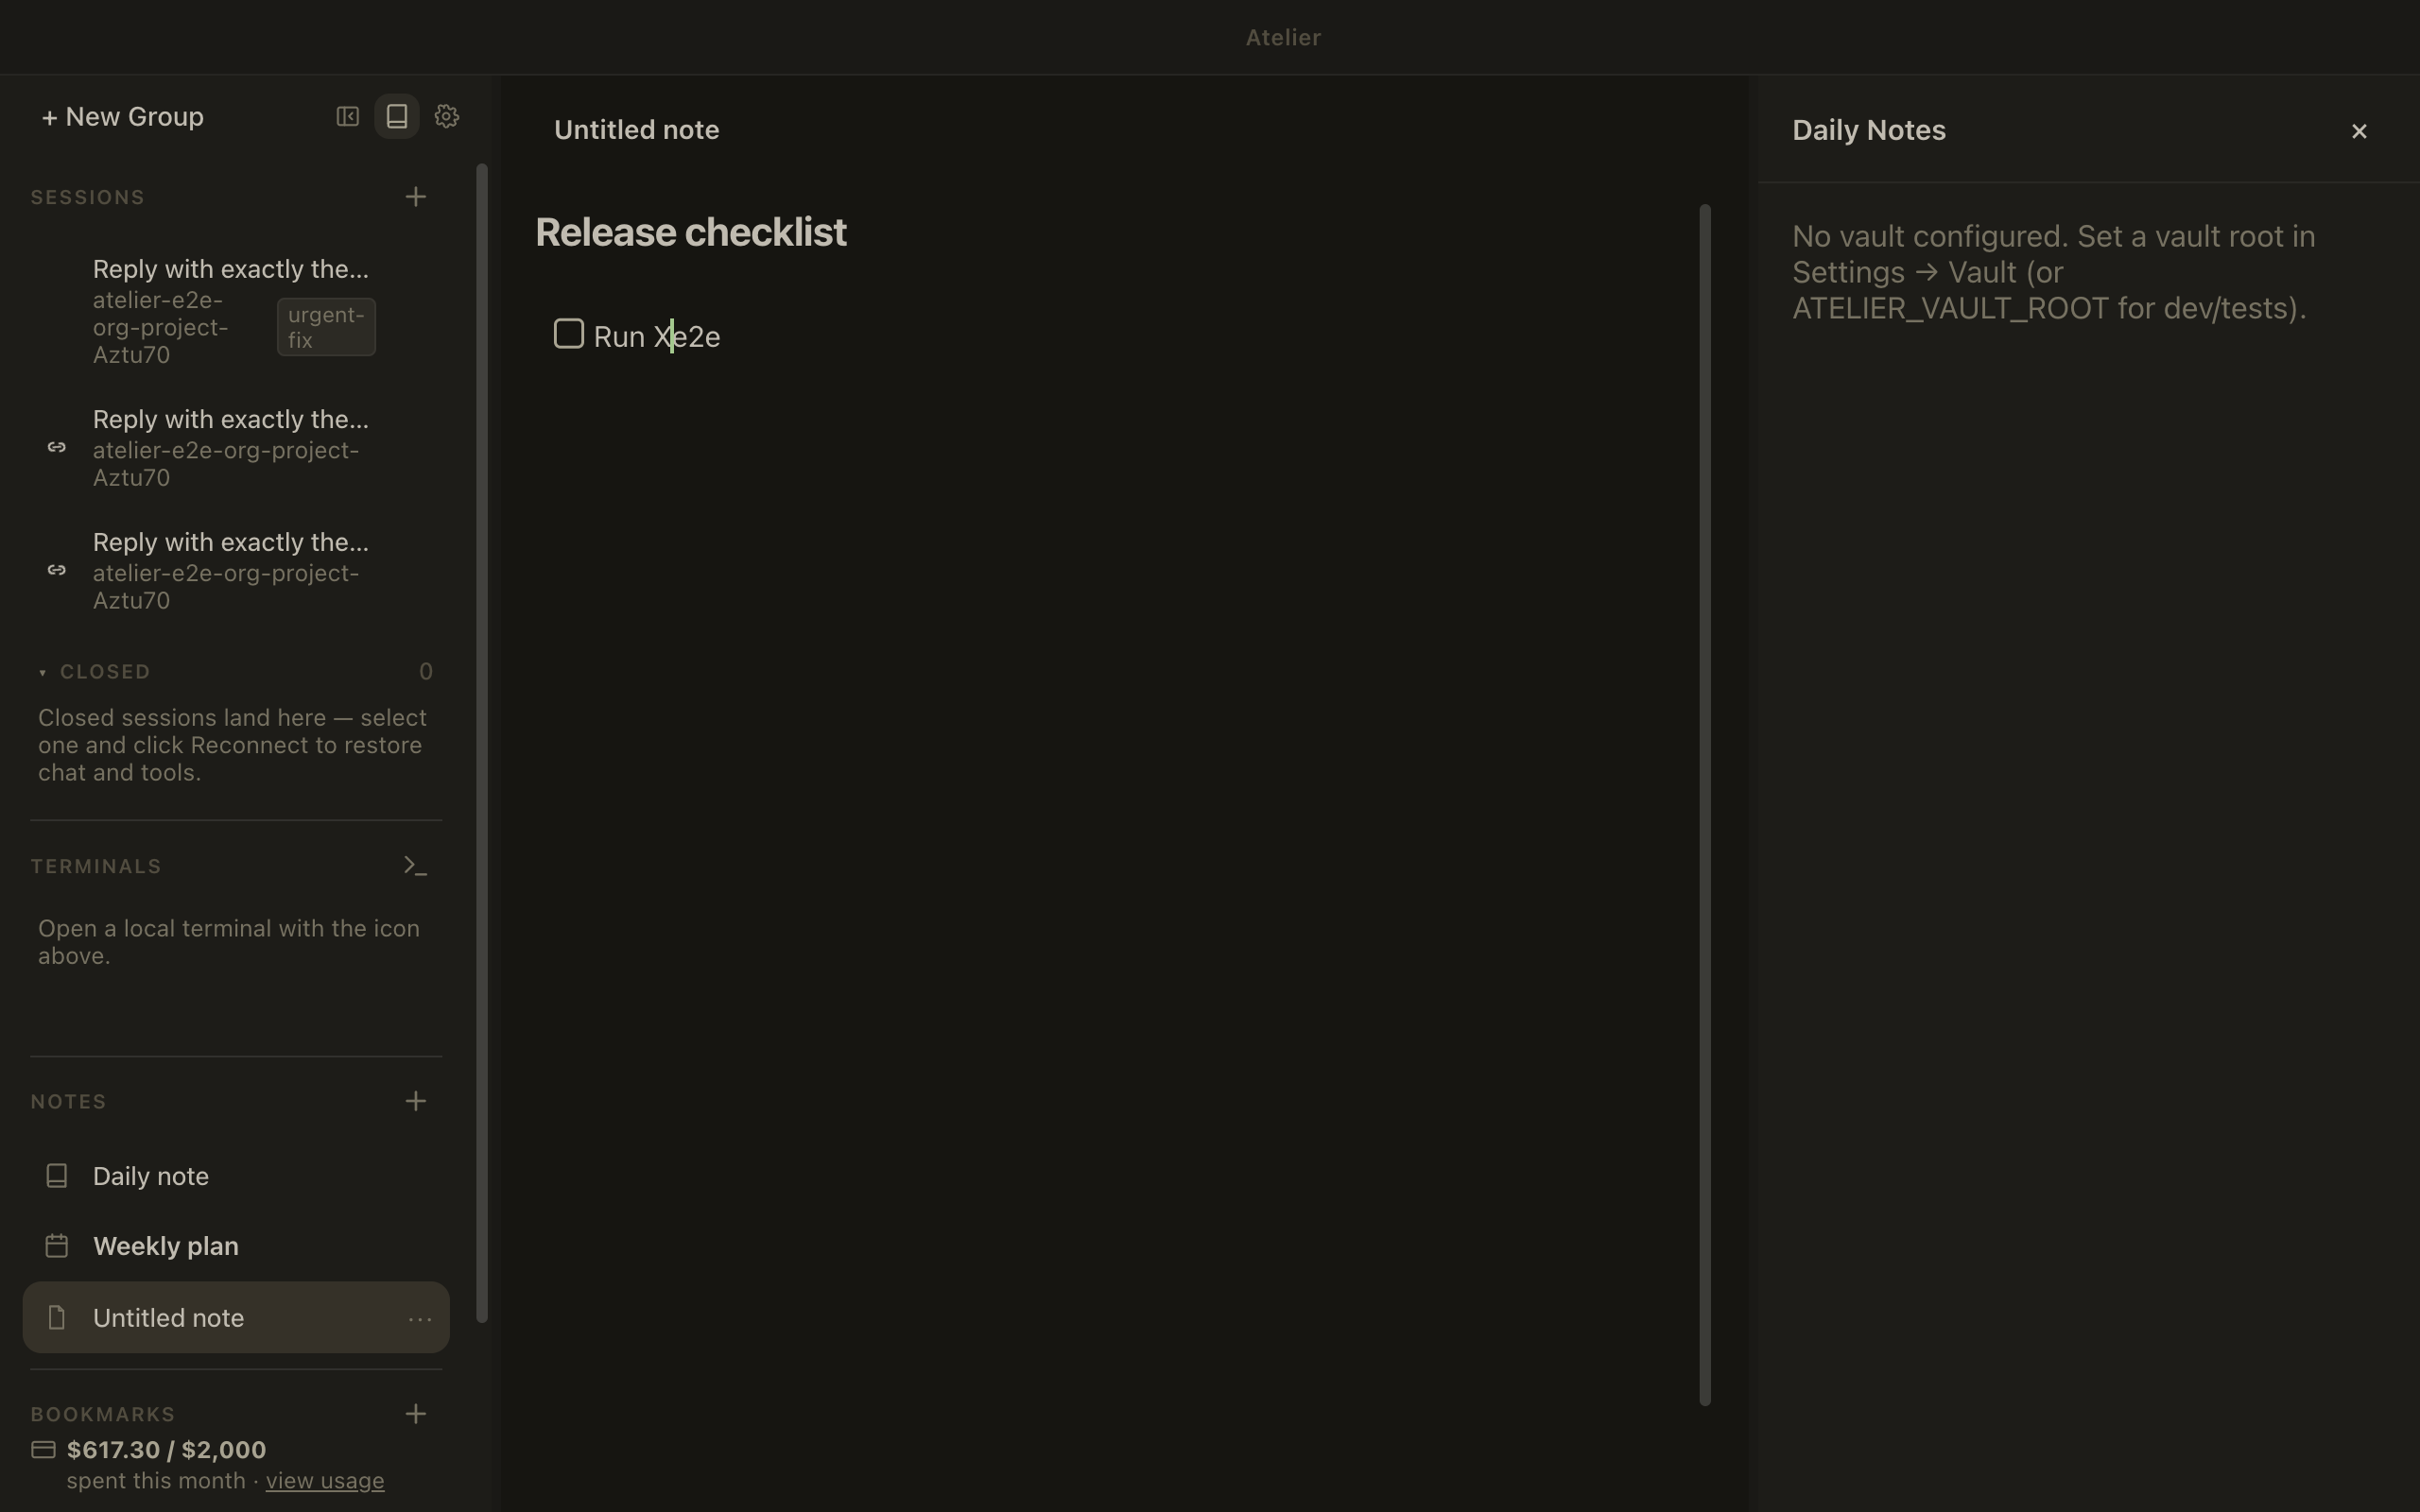 Atelier
+ New Group
SESSIONS
Reply with exactly the...
atelier-e2e-
org-project-
Aztu70
urgent-
fix
Reply with exactly the...
atelier-e2e-org-project-
Aztu70
Reply with exactly the...
atelier-e2e-org-project-
Aztu70
CLOSED 0
Closed sessions land here — select
one and click Reconnect to restore
chat and tools.
TERMINALS
Open a local terminal with the icon
above.
NOTES
Daily note
Weekly plan
Untitled note
BOOKMARKS
$617.30 / $2,000
spent this month · view usage
Untitled note
Release checklist
Run Xe2e
Daily Notes
No vault configured. Set a vault root in
Settings → Vault (or
ATELIER_VAULT_ROOT for dev/tests).